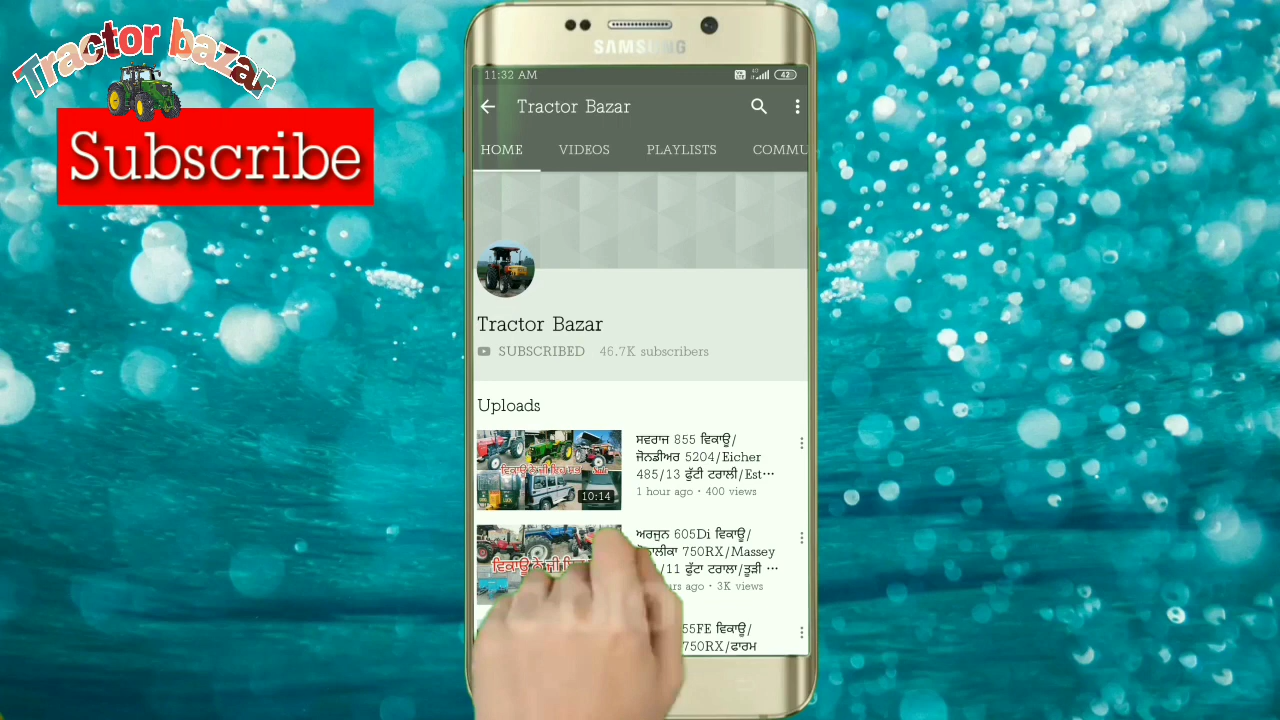 Tractor bazar
Subscribe
SAMSUNG
11:32 AM
42
Tractor Bazar
HOME VIDEOS PLAYLISTS COMMU
Tractor Bazar
SUBSCRIBED 46.7K subscribers
Uploads
ਸਵਰਾਜ 855 ਵਿਕਾਊ/
ਜੋਨਡੀਅਰ 5204/Eicher
485/13 ਫੁੱਟੀ ਟਰਾਲੀ/Est…
1 hour ago • 400 views
10:14
ਅਰਜੁਨ 605Di ਵਿਕਾਊ/
750RX/Massey
/11 ਫੁੱਟਾ ਟਰਾਲਾ/ਤੂੜੀ …
ago • 3K views
ਵਿਕਾਊ ਨੇ ਜੀ
55FE ਵਿਕਾਊ/
750RX/ਫਾਰਮ